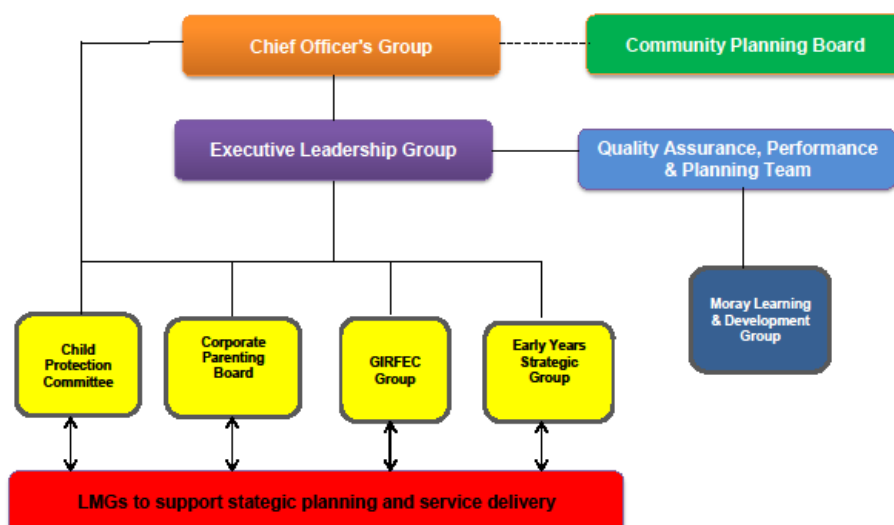 Chief Officer's Group
Community Planning Board
Executive Leadership Group
Quality Assurance, Performance
& Planning Team
Moray Learning
& Development
Group
Child
Protection
Committee
Corporate
Parenting
Board
GIRFEC
Group
Early Years
Strategic
Group
LMGs to support stategic planning and service delivery